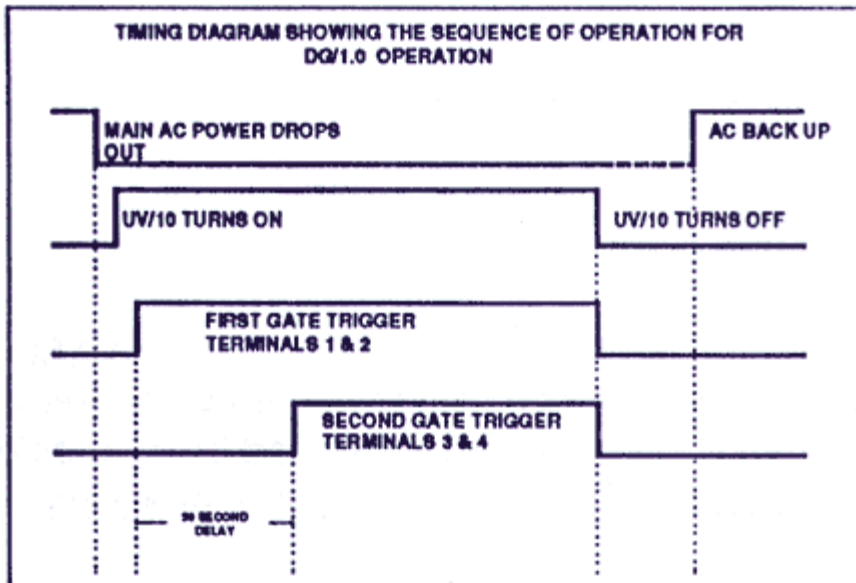 TIMING DIAGRAM SHOWING THE SEQUENCE OF OPERATION FOR
DG/1.0 OPERATION
MAIN AC POWER DROPS
OUT
AC BACK UP
UV/10 TURNS ON
UV/10 TURNS OFF
FIRST GATE TRIGGER
TERMINALS 1 & 2
SECOND GATE TRIGGER
TERMINALS 3 & 4
SECOND
DELAY